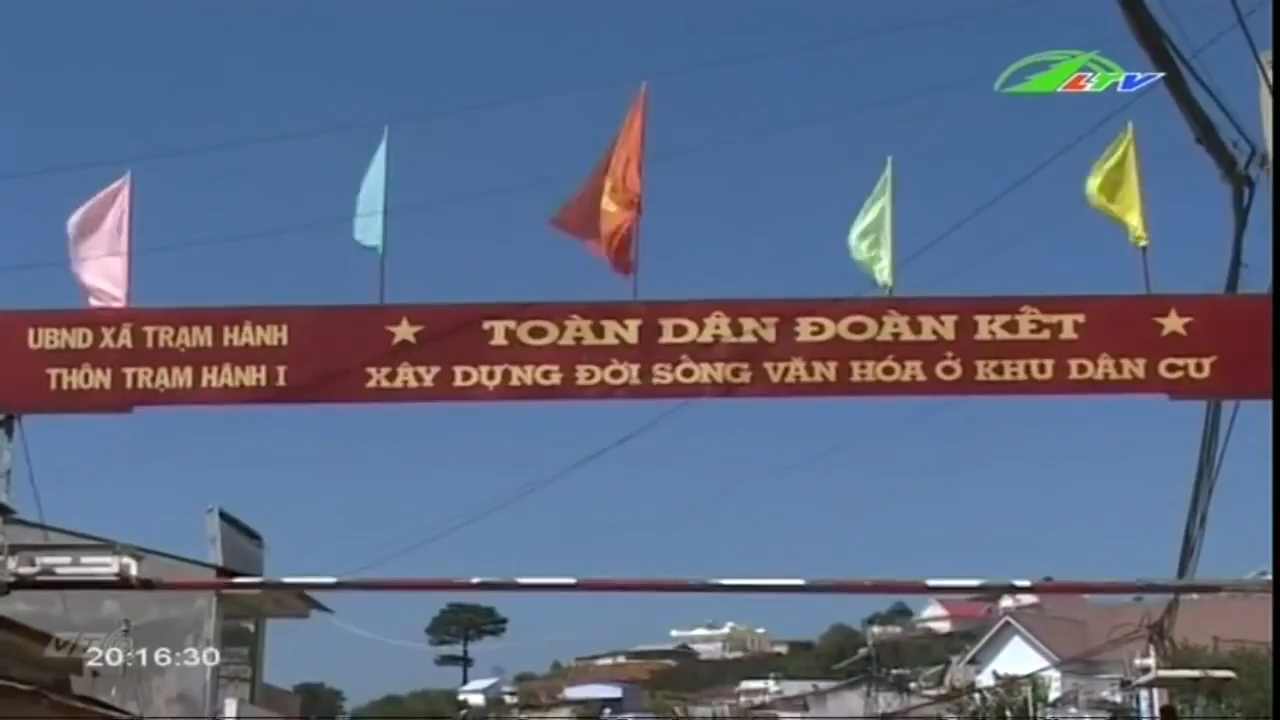 LTV
UBND XÃ TRẠM HÀNH
THÔN TRẠM HÀNH I
TOÀN DÂN ĐOÀN KẾT
XÂY DỰNG ĐỜI SỐNG VĂN HÓA Ở KHU DÂN CƯ
20:16:30